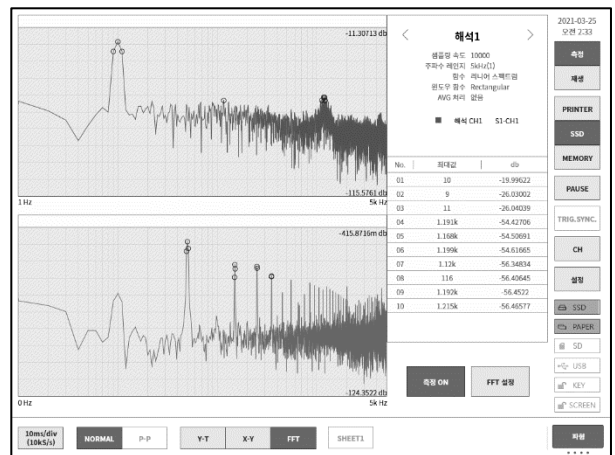 -11.30713 db
-115.5761 db
1 Hz
5k Hz
-415.8716m db
-124.3522 db
0 Hz
5k Hz
해석1
샘플링 속도 10000
주파수 레인지 5kHz(1)
함수 리니어 스펙트럼
윈도우 함수 Rectangular
AVG 처리 없음
해석 CH1 S1-CH1
No. 최대값 db
01 10 -19.99622
02 9 -26.03002
03 11 -26.04039
04 1.191k -54.42706
05 1.168k -54.50691
06 1.199k -54.61665
07 1.12k -56.34834
08 116 -56.40645
09 1.192k -56.4522
10 1.215k -56.46577
측정 ON
FFT 설정
2021-03-25
오전 2:33
측정
재생
PRINTER
SSD
MEMORY
PAUSE
TRIG.SYNC.
CH
설정
SSD
PAPER
SD
USB
KEY
SCREEN
10ms/div
(10kS/s)
NORMAL
P-P
Y-T
X-Y
FFT
SHEET1
파형